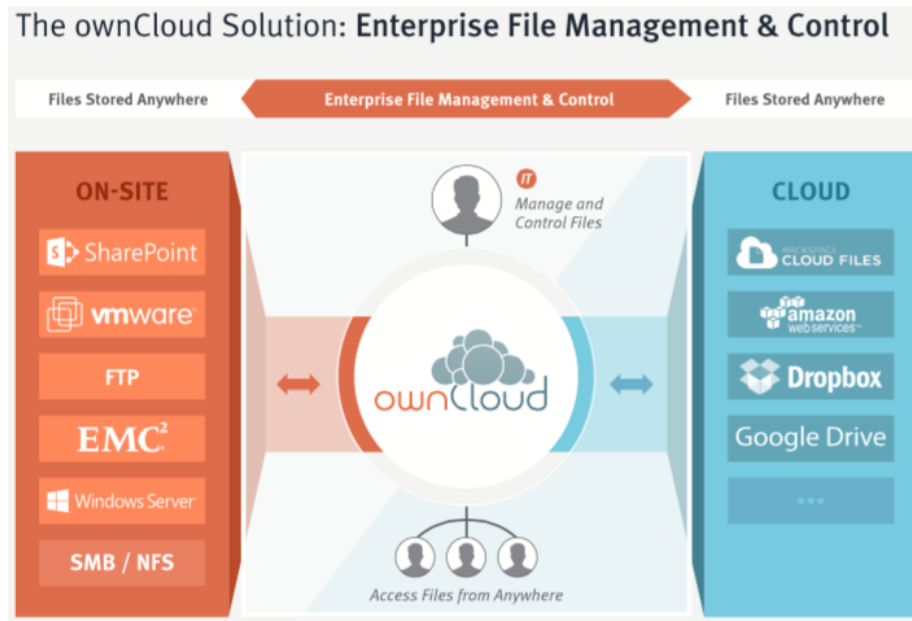 The ownCloud Solution: Enterprise File Management & Control
Files Stored Anywhere
Enterprise File Management & Control
Files Stored Anywhere
ON-SITE
SharePoint
vmware
FTP
EMC²
Windows Server
SMB / NFS
IT
Manage and
Control Files
ownCloud
Access Files from Anywhere
CLOUD
RACKSPACE
CLOUD FILES
amazon
webservices™
Dropbox
Google Drive
...